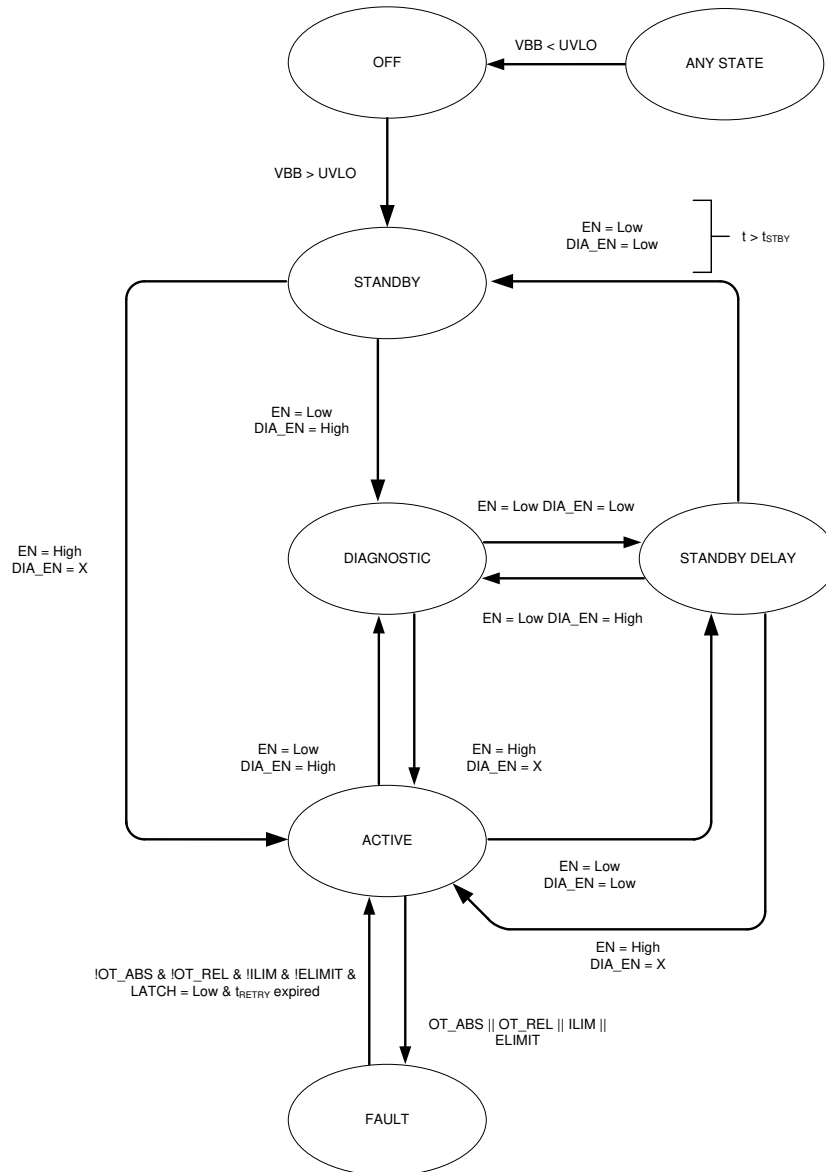 VBB < UVLO
OFF
ANY STATE
VBB > UVLO
EN = Low
DIA_EN = Low
t > tSTBY
STANDBY
EN = Low
DIA_EN = High
EN = Low DIA_EN = Low
EN = High
DIA_EN = X
DIAGNOSTIC
STANDBY DELAY
EN = Low DIA_EN = High
EN = Low
DIA_EN = High
EN = High
DIA_EN = X
ACTIVE
EN = Low
DIA_EN = Low
EN = High
DIA_EN = X
!OT_ABS & !OT_REL & !ILIM & !ELIMIT &
LATCH = Low & tRETRY expired
OT_ABS || OT_REL || ILIM ||
ELIMIT
FAULT